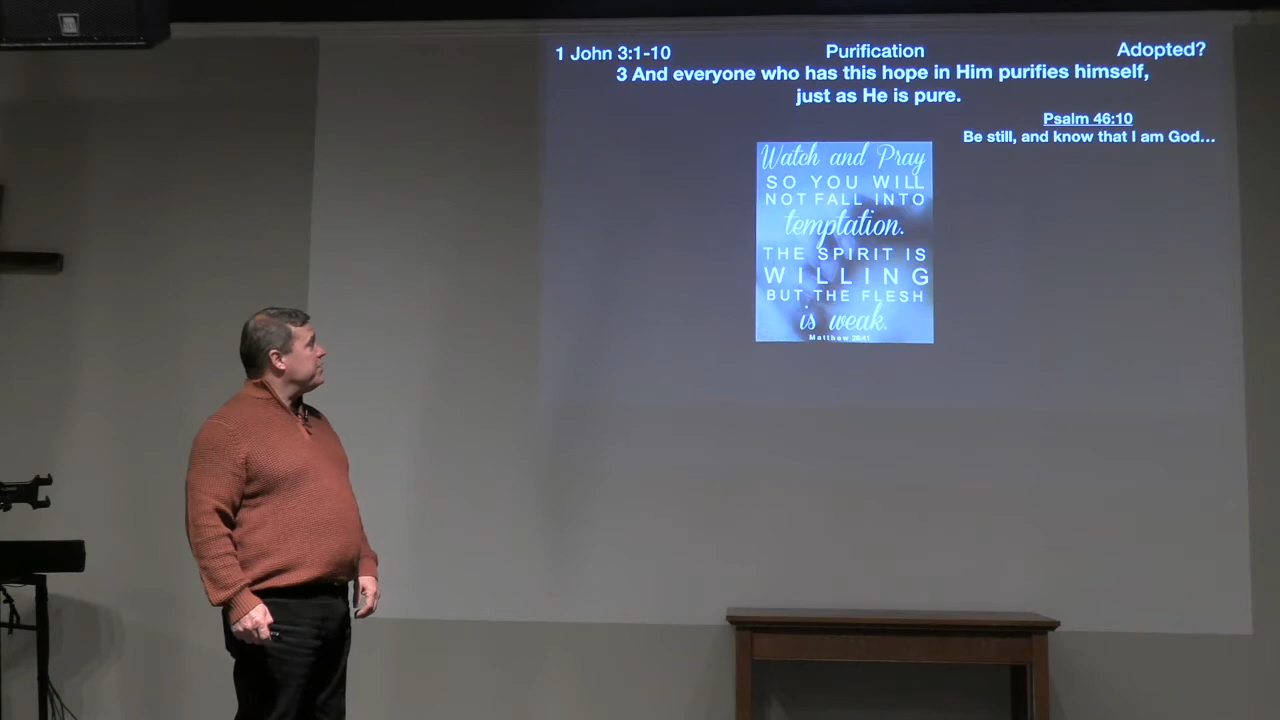 1 John 3:1-10 Purification Adopted?
3 And everyone who has this hope in Him purifies himself,
just as He is pure.
Psalm 46:10
Be still, and know that I am God...
Watch and Pray
SO YOU WILL
NOT FALL INTO
temptation.
THE SPIRIT IS
WILLING
BUT THE FLESH
is weak.
Matthew 26:41